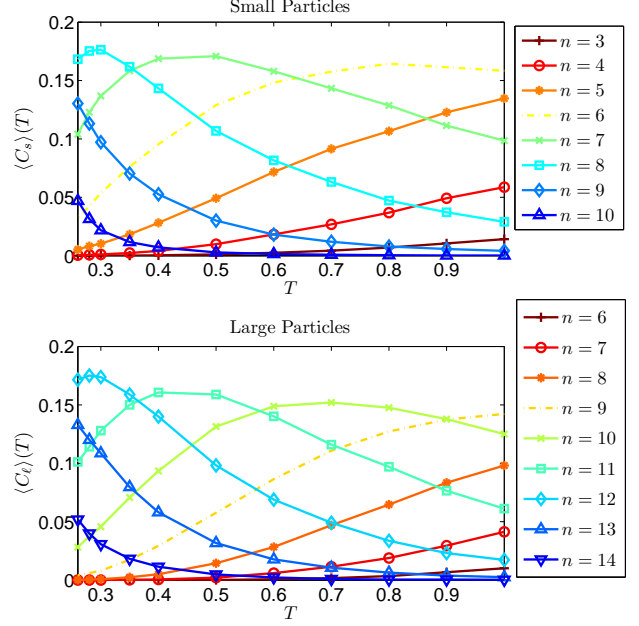 Small Particles
0.2
0.15
0.1
0.05
0
⟨C_s⟩(T)
0.3 0.4 0.5 0.6 0.7 0.8 0.9
T
n = 3
n = 4
n = 5
n = 6
n = 7
n = 8
n = 9
n = 10
Large Particles
0.2
0.15
0.1
0.05
0
⟨C_ℓ⟩(T)
0.3 0.4 0.5 0.6 0.7 0.8 0.9
T
n = 6
n = 7
n = 8
n = 9
n = 10
n = 11
n = 12
n = 13
n = 14